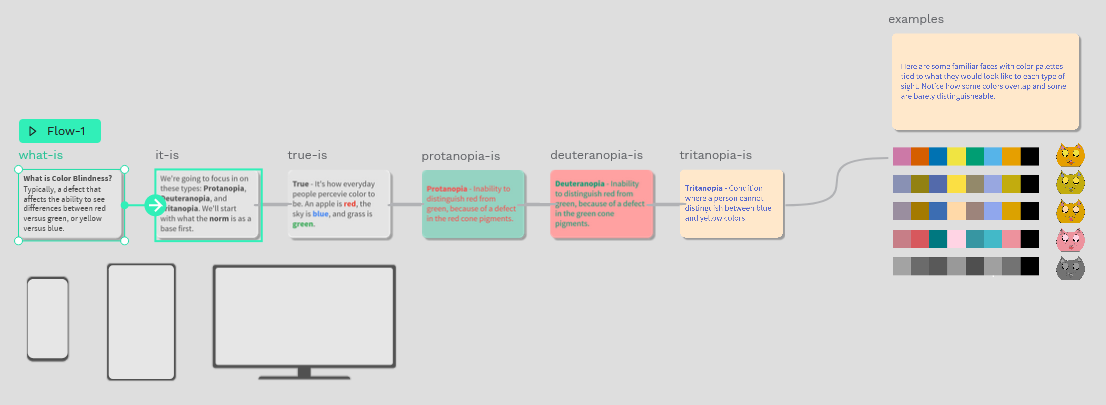 examples
Here are some familiar faces with color palettes
tied to what they would look like to each type of
sight. Notice how some colors overlap and some
are barely distinguisheable.
Flow-1
what-is
What is Color Blindness?
Typically, a defect that
affects the ability to see
differences between red
versus green, or yellow
versus blue.
it-is
We're going to focus in on
these types: Protanopia,
Deuteranopia, and
Tritanopia. We'll start
with what the norm is as a
base first.
true-is
True - It's how everyday
people percevie color to
be. An apple is red, the
sky is blue, and grass is
green.
protanopia-is
Protanopia - Inability to
distinguish red from
green, because of a defect
in the red cone pigments.
deuteranopia-is
Deuteranopia - Inability
to distinguish red from
green, because of a defect
in the green cone
pigments.
tritanopia-is
Tritanopia - Condition
where a person cannot
distinguish between blue
and yellow colors